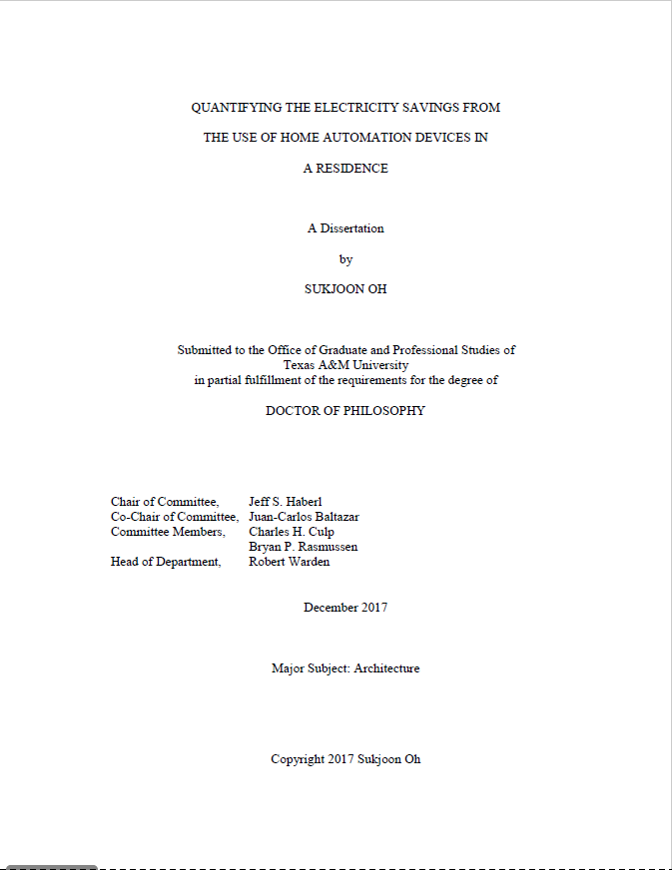 QUANTIFYING THE ELECTRICITY SAVINGS FROM
THE USE OF HOME AUTOMATION DEVICES IN
A RESIDENCE
A Dissertation
by
SUKJOON OH
Submitted to the Office of Graduate and Professional Studies of
Texas A&M University
in partial fulfillment of the requirements for the degree of
DOCTOR OF PHILOSOPHY
Chair of Committee, Jeff S. Haberl
Co-Chair of Committee, Juan-Carlos Baltazar
Committee Members, Charles H. Culp
Bryan P. Rasmussen
Head of Department, Robert Warden
December 2017
Major Subject: Architecture
Copyright 2017 Sukjoon Oh